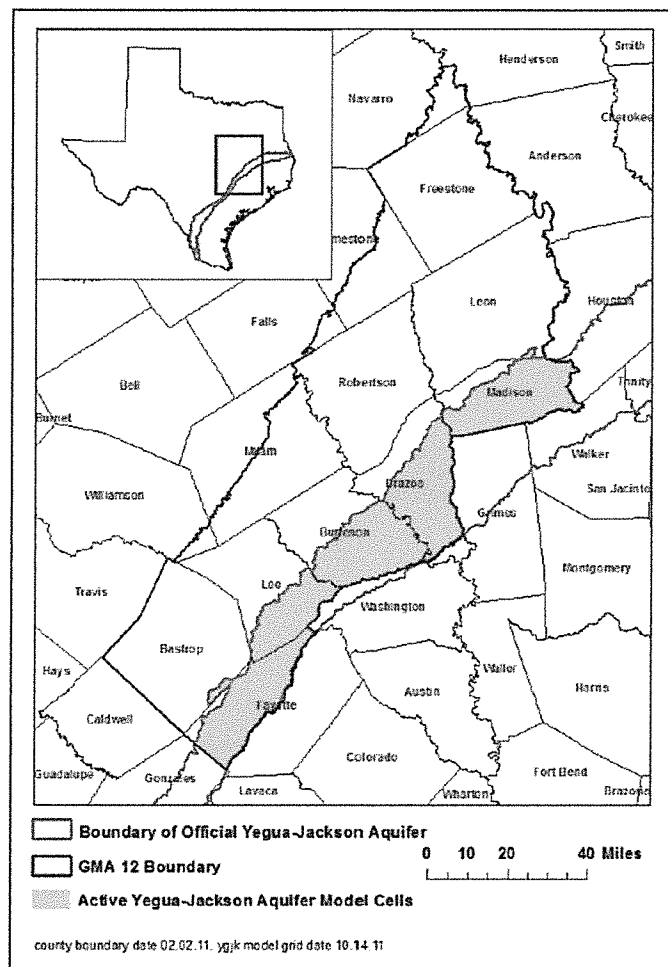 Smith
Henderson
Navarro
Cherokee
Anderson
Freestone
mestone
Houston
Leon
Falls
Bell
Robertson
Madison
Trinity
Burnet
Milam
Walker
Williamson
Brazos
San Jacinto
Grimes
Burleson
Lee
Montgomery
Travis
Washington
Bastrop
Waller
Hays
Harris
Austin
Fayette
Caldwell
Colorado
Guadalupe
Gonzales
Fort Bend
Lavaca
Wharton
Brazori
Boundary of Official Yegua-Jackson Aquifer
GMA 12 Boundary
0 10 20 40 Miles
Active Yegua-Jackson Aquifer Model Cells
county boundary date 02.02.11. ygjk model grid date 10.14.11